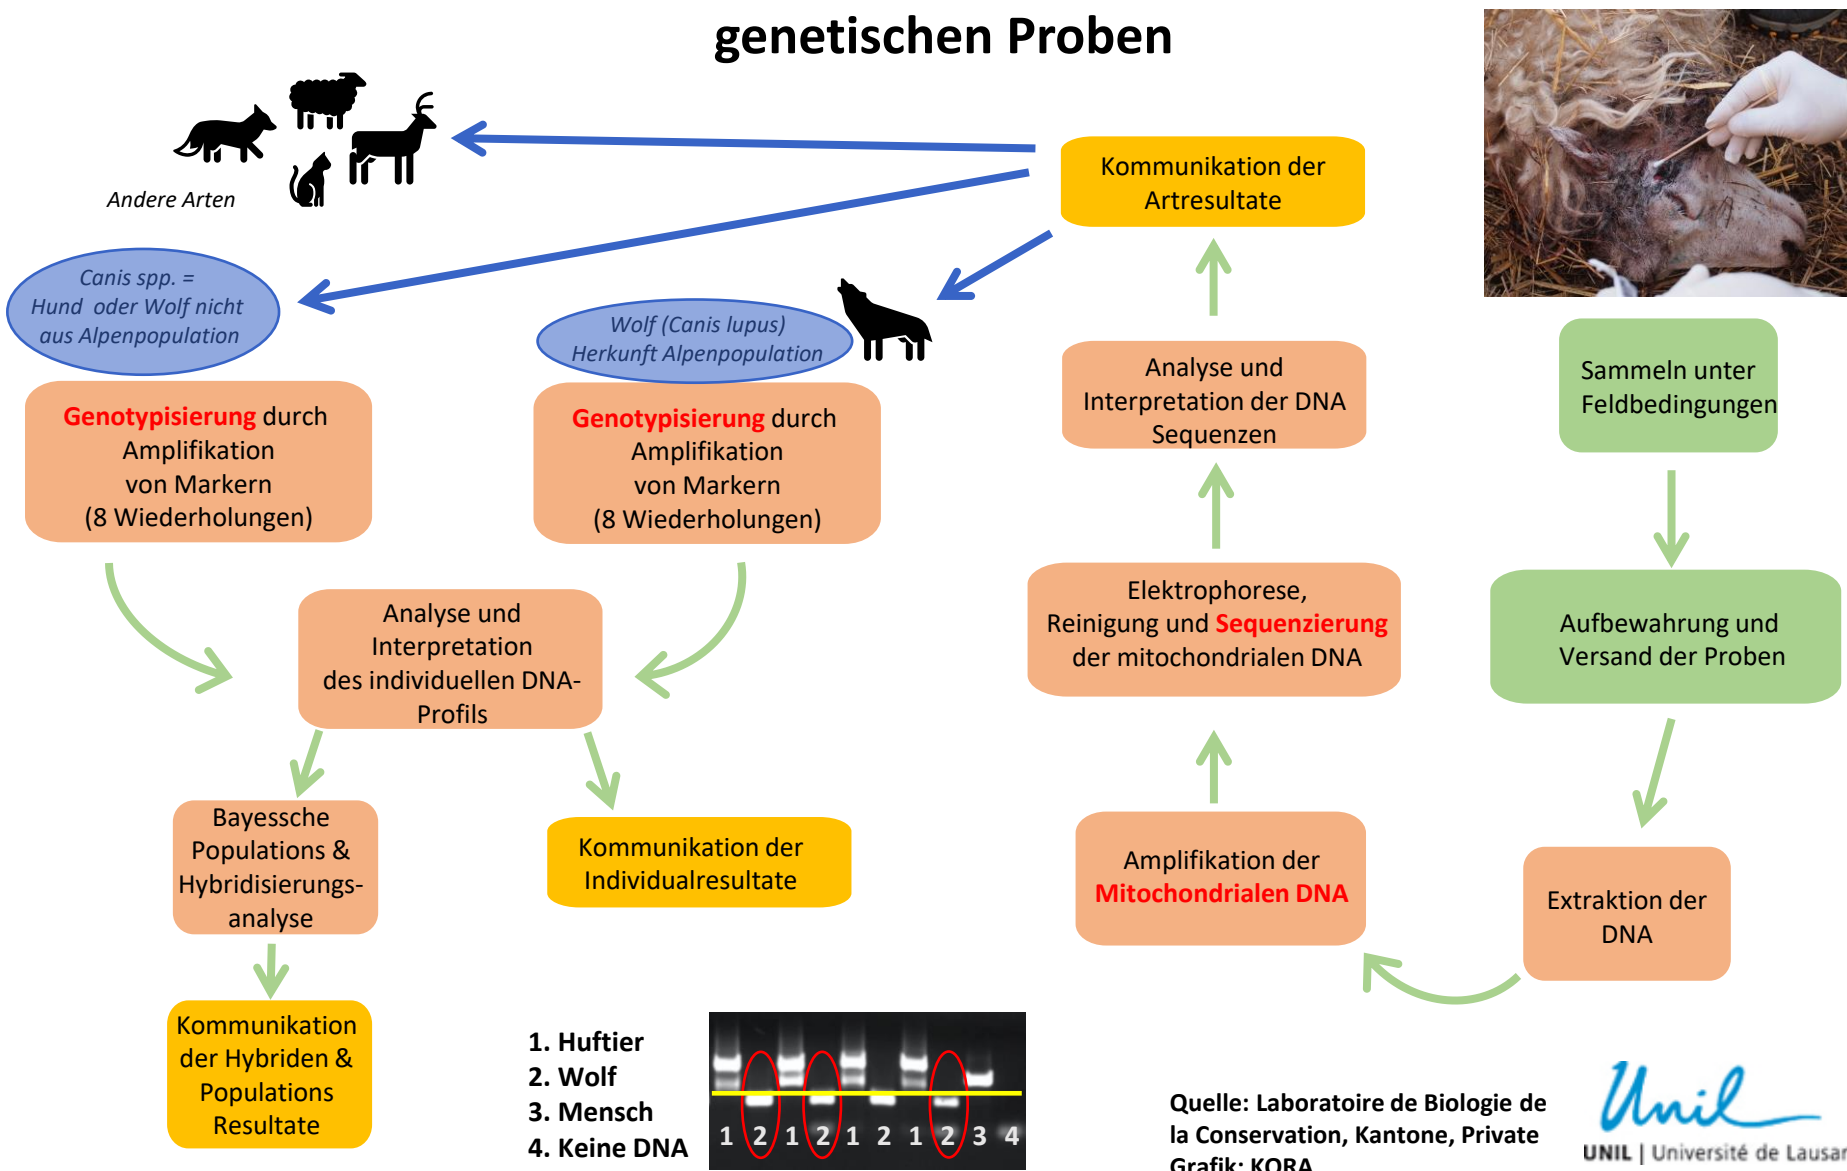 genetischen Proben
Andere Arten
Kommunikation der
Artresultate
Canis spp. =
Hund oder Wolf nicht
aus Alpenpopulation
Wolf (Canis lupus)
Herkunft Alpenpopulation
Analyse und
Interpretation der DNA
Sequenzen
Sammeln unter
Feldbedingungen
Genotypisierung durch
Amplifikation
von Markern
(8 Wiederholungen)
Genotypisierung durch
Amplifikation
von Markern
(8 Wiederholungen)
Elektrophorese,
Reinigung und Sequenzierung
der mitochondrialen DNA
Aufbewahrung und
Versand der Proben
Analyse und
Interpretation
des individuellen DNA-
Profils
Bayessche
Populations &
Hybridisierungs-
analyse
Kommunikation der
Individualresultate
Amplifikation der
Mitochondrialen DNA
Extraktion der
DNA
Kommunikation
der Hybriden &
Populations
Resultate
1. Huftier
2. Wolf
3. Mensch
4. Keine DNA
1 2 1 2 1 2 1 2 3 4
Quelle: Laboratoire de Biologie de
la Conservation, Kantone, Private
Grafik: KORA
Unil
UNIL | Université de Lausan